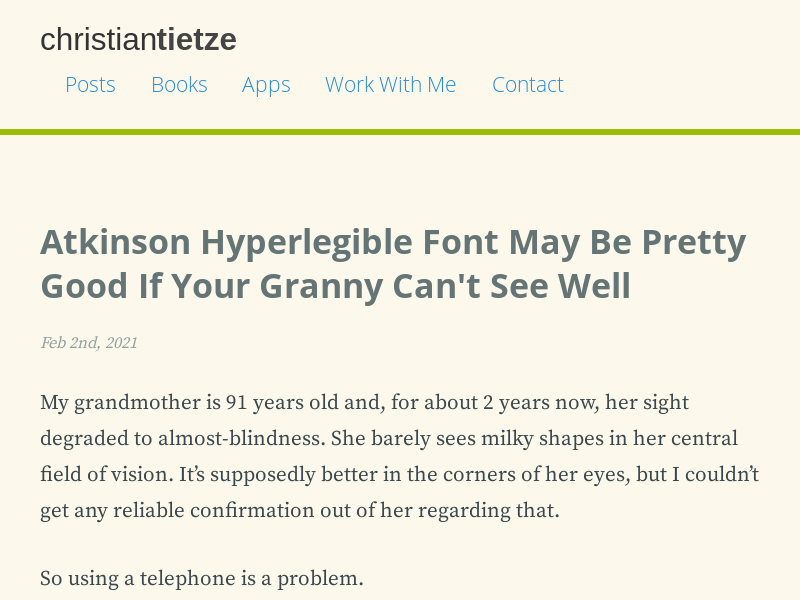 christiantietze
Posts Books Apps Work With Me Contact
Atkinson Hyperlegible Font May Be Pretty
Good If Your Granny Can't See Well
Feb 2nd, 2021
My grandmother is 91 years old and, for about 2 years now, her sight
degraded to almost-blindness. She barely sees milky shapes in her central
field of vision. It’s supposedly better in the corners of her eyes, but I couldn’t
get any reliable confirmation out of her regarding that.
So using a telephone is a problem.